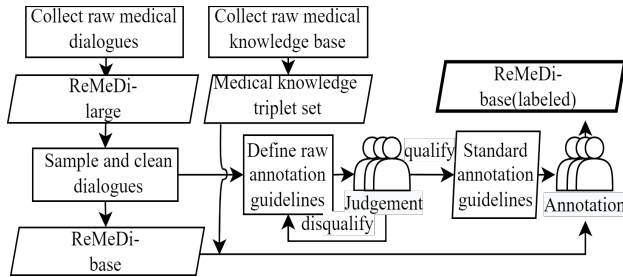 Collect raw medical
dialogues
Collect raw medical
knowledge base
ReMeDi-
large
Medical knowledge
triplet set
ReMeDi-
base(labeled)
Sample and clean
dialogues
Define raw
annotation
guidelines
Judgement
qualify
disqualify
Standard
annotation
guidelines
Annotation
ReMeDi-
base